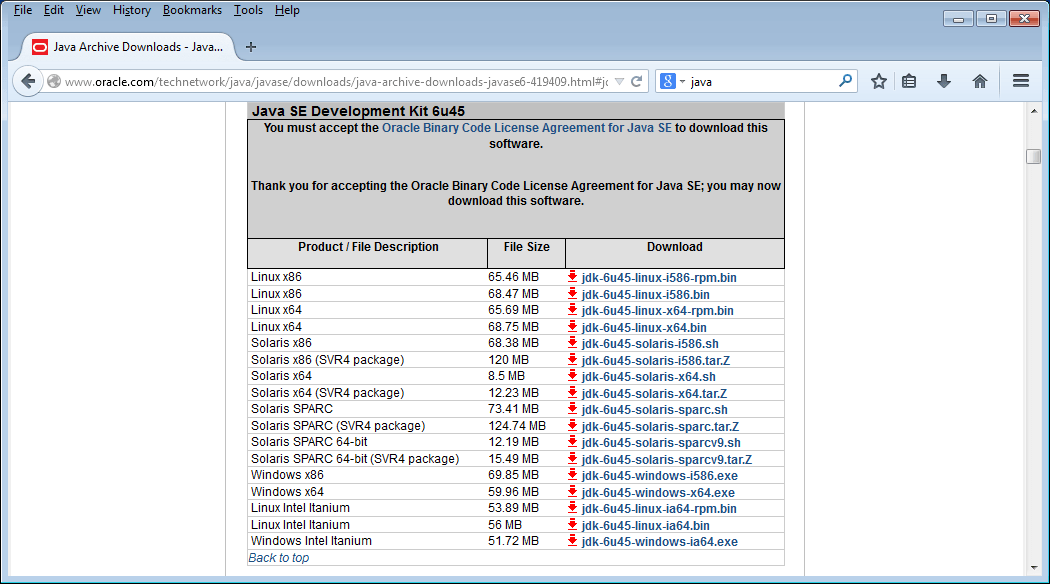 File Edit View History Bookmarks Tools Help
Java Archive Downloads - Java...
www.oracle.com/technetwork/java/javase/downloads/java-archive-downloads-javase6-419409.html#jc
java
Java SE Development Kit 6u45
You must accept the Oracle Binary Code License Agreement for Java SE to download this
software.
Thank you for accepting the Oracle Binary Code License Agreement for Java SE; you may now
download this software.
Product / File Description File Size Download
Linux x86 65.46 MB jdk-6u45-linux-i586-rpm.bin
Linux x86 68.47 MB jdk-6u45-linux-i586.bin
Linux x64 65.69 MB jdk-6u45-linux-x64-rpm.bin
Linux x64 68.75 MB jdk-6u45-linux-x64.bin
Solaris x86 68.38 MB jdk-6u45-solaris-i586.sh
Solaris x86 (SVR4 package) 120 MB jdk-6u45-solaris-i586.tar.Z
Solaris x64 8.5 MB jdk-6u45-solaris-x64.sh
Solaris x64 (SVR4 package) 12.23 MB jdk-6u45-solaris-x64.tar.Z
Solaris SPARC 73.41 MB jdk-6u45-solaris-sparc.sh
Solaris SPARC (SVR4 package) 124.74 MB jdk-6u45-solaris-sparc.tar.Z
Solaris SPARC 64-bit 12.19 MB jdk-6u45-solaris-sparcv9.sh
Solaris SPARC 64-bit (SVR4 package) 15.49 MB jdk-6u45-solaris-sparcv9.tar.Z
Windows x86 69.85 MB jdk-6u45-windows-i586.exe
Windows x64 59.96 MB jdk-6u45-windows-x64.exe
Linux Intel Itanium 53.89 MB jdk-6u45-linux-ia64-rpm.bin
Linux Intel Itanium 56 MB jdk-6u45-linux-ia64.bin
Windows Intel Itanium 51.72 MB jdk-6u45-windows-ia64.exe
Back to top